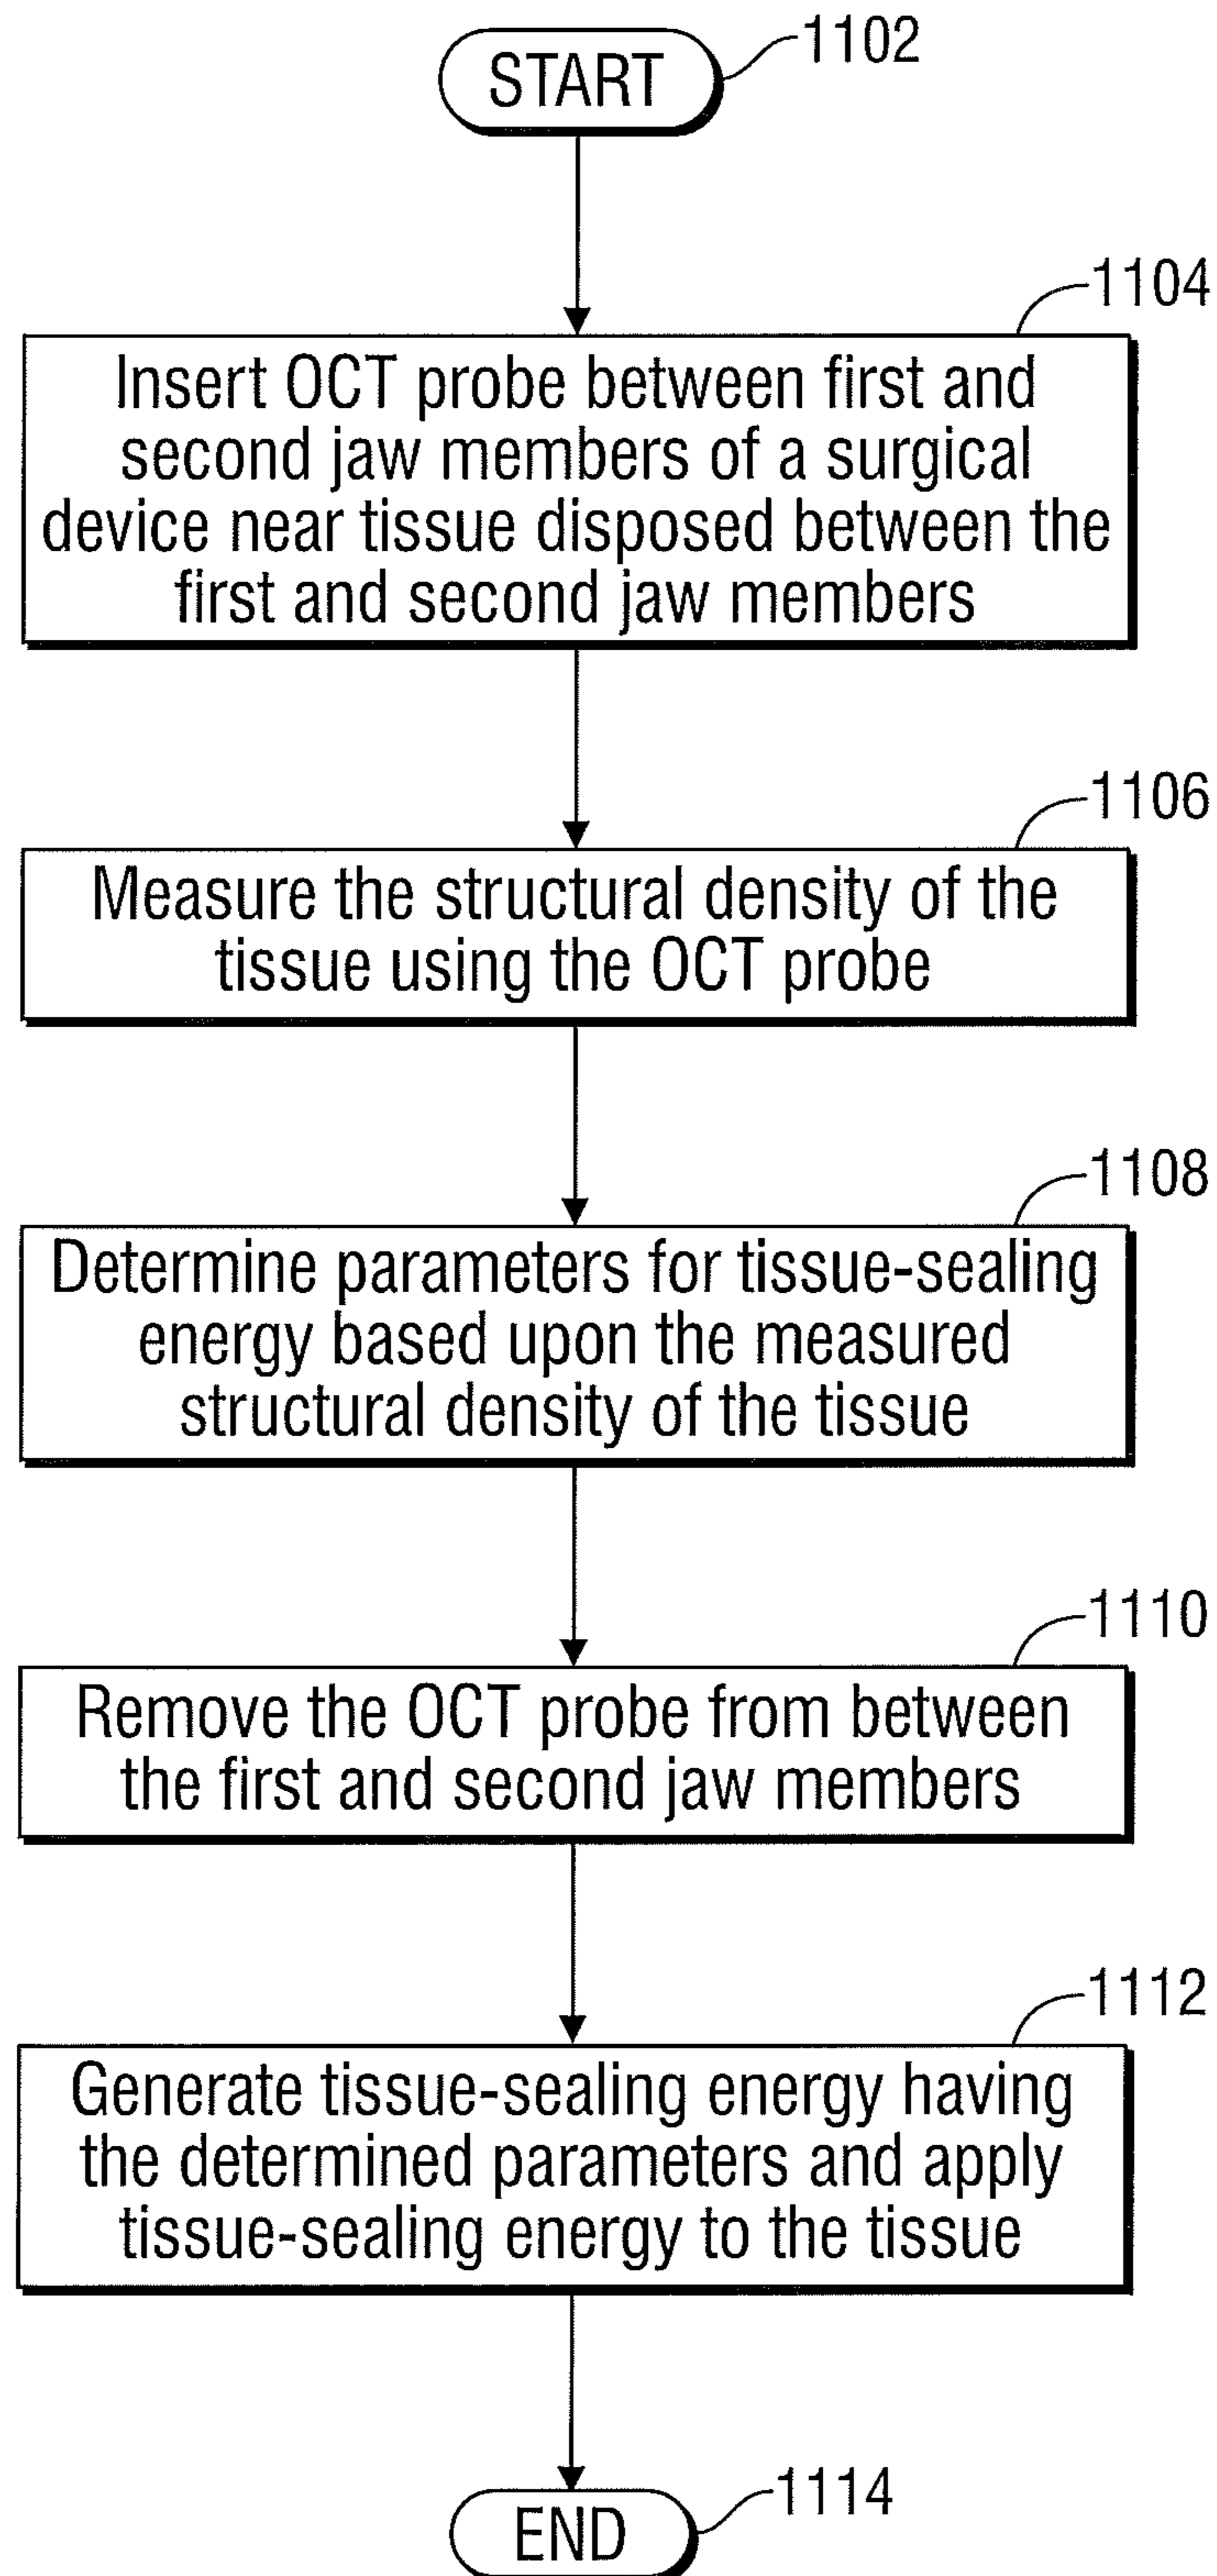 START
1102
1104
Insert OCT probe between first and
second jaw members of a surgical
device near tissue disposed between the
first and second jaw members
1106
Measure the structural density of the
tissue using the OCT probe
1108
Determine parameters for tissue-sealing
energy based upon the measured
structural density of the tissue
1110
Remove the OCT probe from between
the first and second jaw members
1112
Generate tissue-sealing energy having
the determined parameters and apply
tissue-sealing energy to the tissue
1114
END